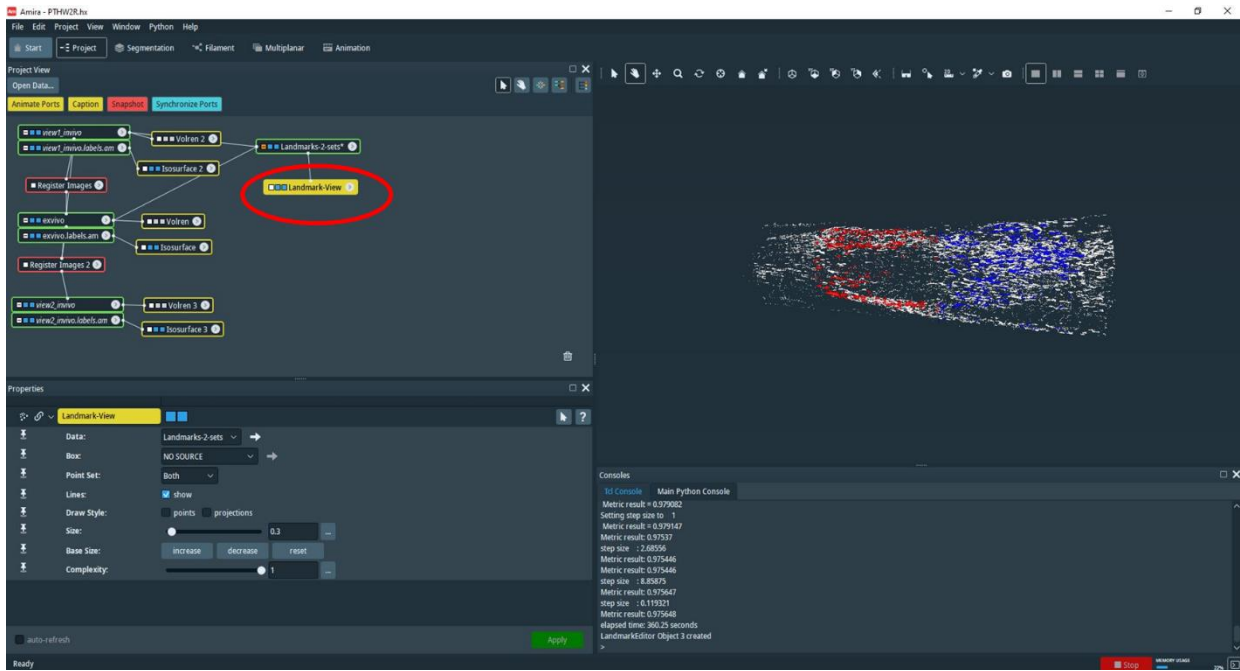 Amira - PTHW2R.hx
File Edit Project View Window Python Help
Start Project Segmentation Filament Multiplanar Animation
Project View
Open Data...
Animate Ports Caption Snapshot Synchronize Ports
view1_invivo
Volren 2
Landmarks-2-sets*
view1_invivo.labels.am
Isosurface 2
Register Images
Landmark-View
exvivo
Volren
exvivo.labels.am
Isosurface
Register Images 2
view2_invivo
Volren 3
view2_invivo.labels.am
Isosurface 3
Properties
Landmark-View
?
Data: Landmarks-2-sets
Box: NO SOURCE
Point Set: Both
Lines: show
Draw Style: points projections
Size: 0.3 ...
Base Size: increase decrease reset
Complexity: 1 ...
auto-refresh Apply
Consoles
Tcl Console Main Python Console
Metric result = 0.979082
Setting step size to 1
Metric result = 0.979147
Metric result: 0.97537
step size : 2.68556
Metric result: 0.975446
Metric result: 0.975446
step size : 8.85875
Metric result: 0.975647
step size : 0.119321
Metric result: 0.975648
elapsed time: 360.25 seconds
LandmarkEditor Object 3 created
>
Ready Stop MEMORY USAGE 22%